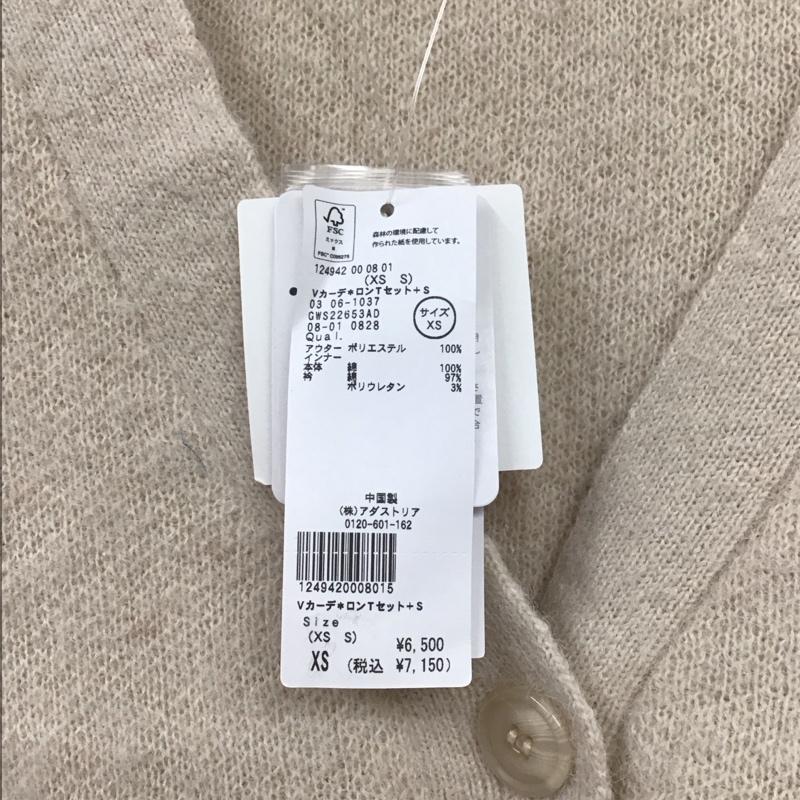 FSC
ミックス
紙
森林の環境に配慮して
作られた紙を使用しています。
124942 00 08 01
(XS S)
Vカーデ*ロンTセット+S
03 06-1037
GWS22653AD
08-01 0828
サイズ
XS
Qual.
アウター ポリエステル 100%
インナー
本体 綿 100%
衿 綿 97%
ポリウレタン 3%
中国製
(株)アダストリア
0120-601-162
1249420008015
Vカーデ*ロンTセット+S
Size
(XS S)
¥6,500
XS (税込 ¥7,150)